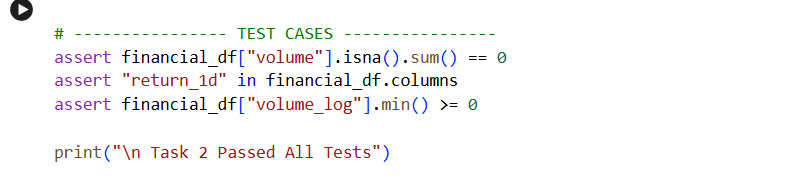 # ---------------- TEST CASES ----------------
assert financial_df["volume"].isna().sum() == 0
assert "return_1d" in financial_df.columns
assert financial_df["volume_log"].min() >= 0
print("\n Task 2 Passed All Tests")